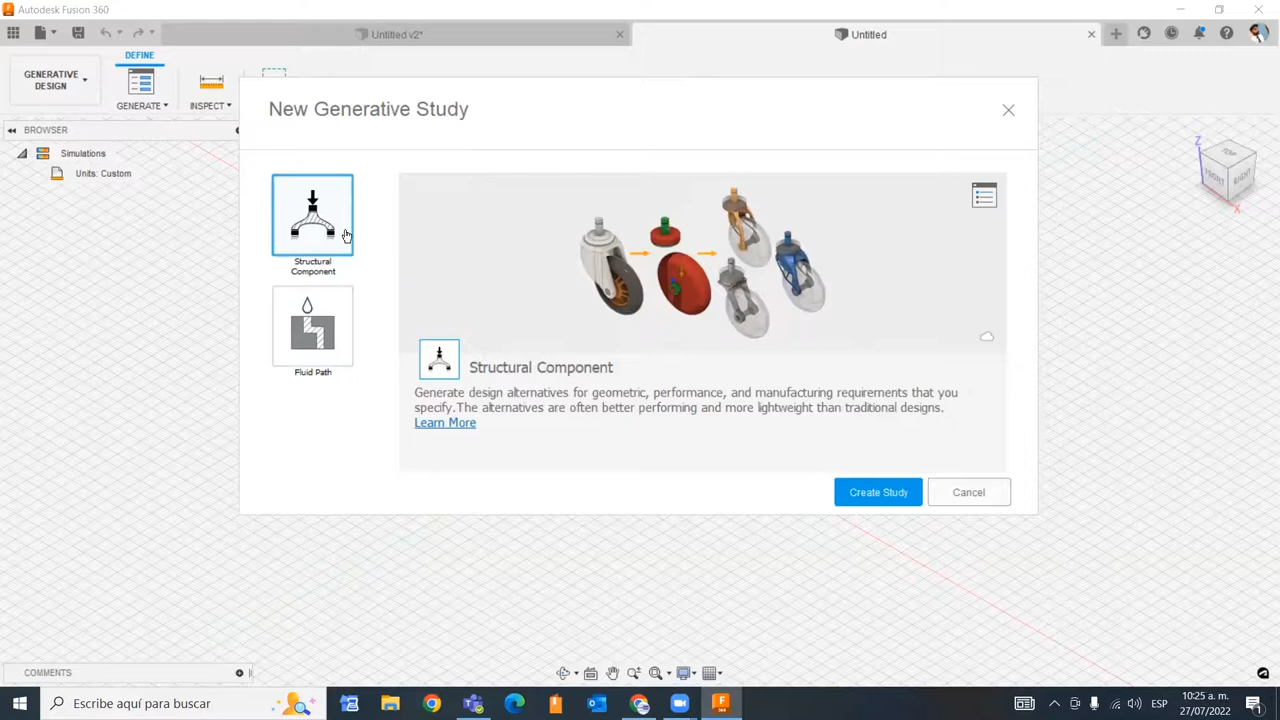 Autodesk Fusion 360
Untitled v2*
Untitled
GENERATIVE
DESIGN
DEFINE
GENERATE
INSPECT
BROWSER
Simulations
Units: Custom
New Generative Study
Structural
Component
Fluid Path
Structural Component
Generate design alternatives for geometric, performance, and manufacturing requirements that you
specify.The alternatives are often better performing and more lightweight than traditional designs.
Learn More
Create Study
Cancel
Z
TOP
FRONT
RIGHT
X
COMMENTS
Escribe aquí para buscar
ESP
10:25 a. m.
27/07/2022